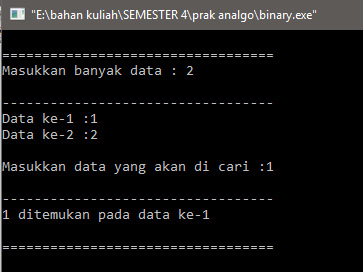 "E:\bahan kuliah\SEMESTER 4\prak analgo\binary.exe"
==================================
Masukkan banyak data : 2
----------------------------------
Data ke-1 :1
Data ke-2 :2
Masukkan data yang akan di cari :1
----------------------------------
1 ditemukan pada data ke-1
==================================